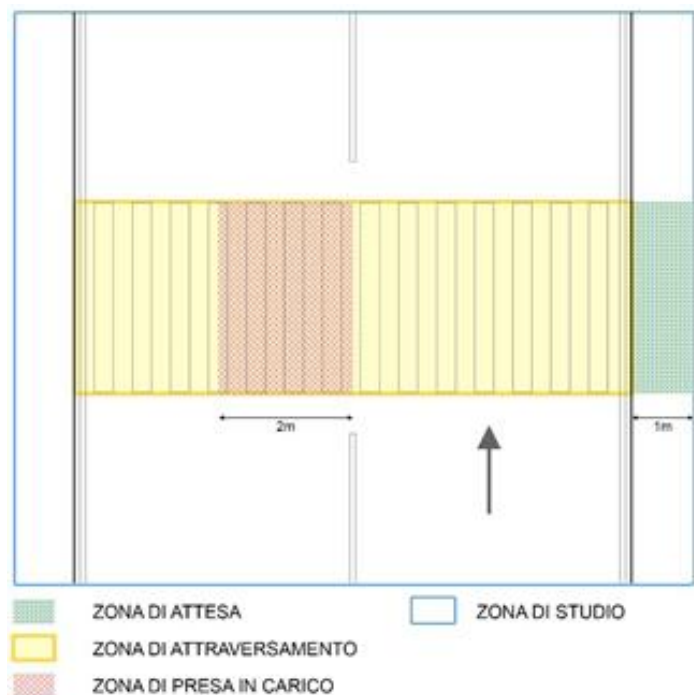 2m
1m
ZONA DI ATTESA
ZONA DI STUDIO
ZONA DI ATTRAVERSAMENTO
ZONA DI PRESA IN CARICO